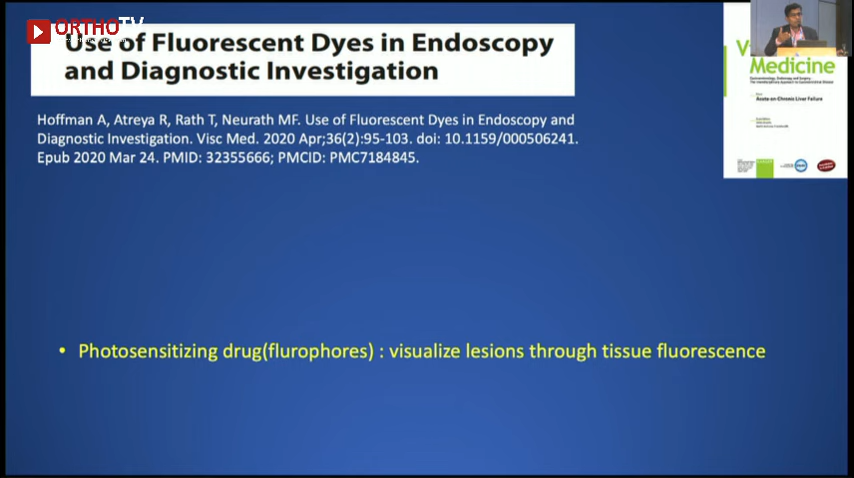 ORTHOTV
Use of Fluorescent Dyes in Endoscopy
and Diagnostic Investigation
Hoffman A, Atreya R, Rath T, Neurath MF. Use of Fluorescent Dyes in Endoscopy and
Diagnostic Investigation. Visc Med. 2020 Apr;36(2):95-103. doi: 10.1159/000506241.
Epub 2020 Mar 24. PMID: 32355666; PMCID: PMC7184845.
Medicine
Acute on Chronic Liver Failure
• Photosensitizing drug(flurophores) : visualize lesions through tissue fluorescence